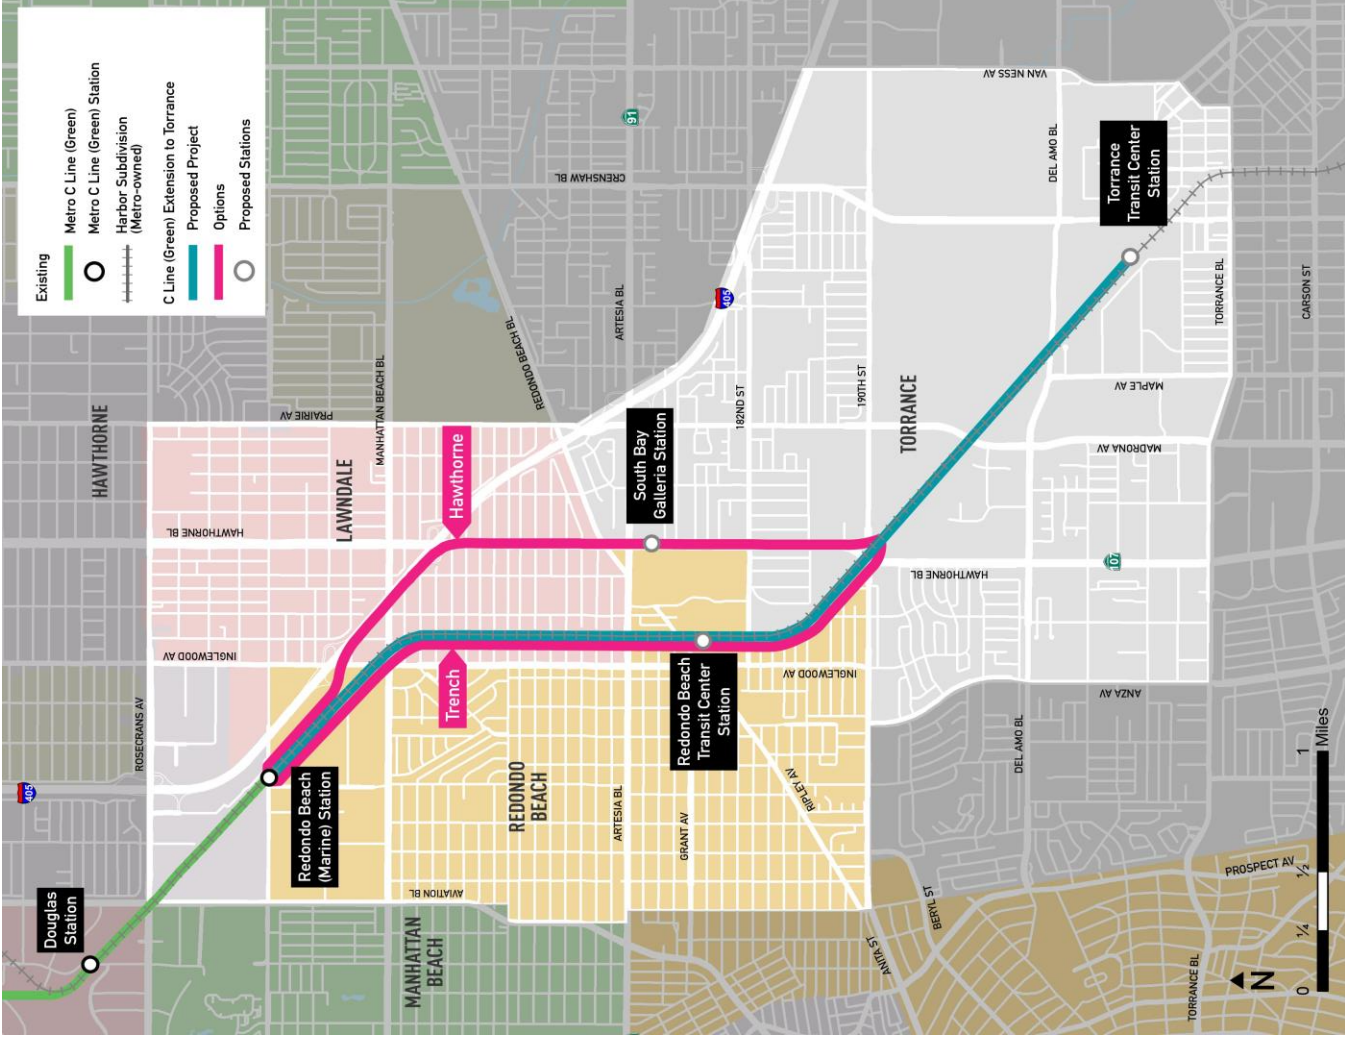 Existing
Metro C Line (Green)
Metro C Line (Green) Station
Harbor Subdivision
(Metro-owned)
C Line (Green) Extension to Torrance
Proposed Project
Options
Proposed Stations
405
Douglas
Station
ROSECRANS AV
HAWTHORNE
HAWTHORNE BL
INGLEWOOD AV
PRAIRIE AV
LAWNDALE
MANHATTAN BEACH BL
Redondo Beach
(Marine) Station
MANHATTAN
BEACH
AVIATION BL
Hawthorne
Trench
REDONDO
BEACH
REDONDO BEACH BL
CRENSHAW BL
91
ARTESIA BL
ARTESIA BL
South Bay
Galleria Station
Redondo Beach
Transit Center
Station
GRANT AV
405
182ND ST
RIPLEY AV
INGLEWOOD AV
190TH ST
TORRANCE
HAWTHORNE BL
ANITA ST
BERYL ST
VAN NESS AV
DEL AMO BL
DEL AMO BL
107
MADRONA AV
MAPLE AV
ANZA AV
Torrance
Transit Center
Station
TORRANCE BL
TORRANCE BL
CARSON ST
PROSPECT AV
N
0
¼
½
1
Miles